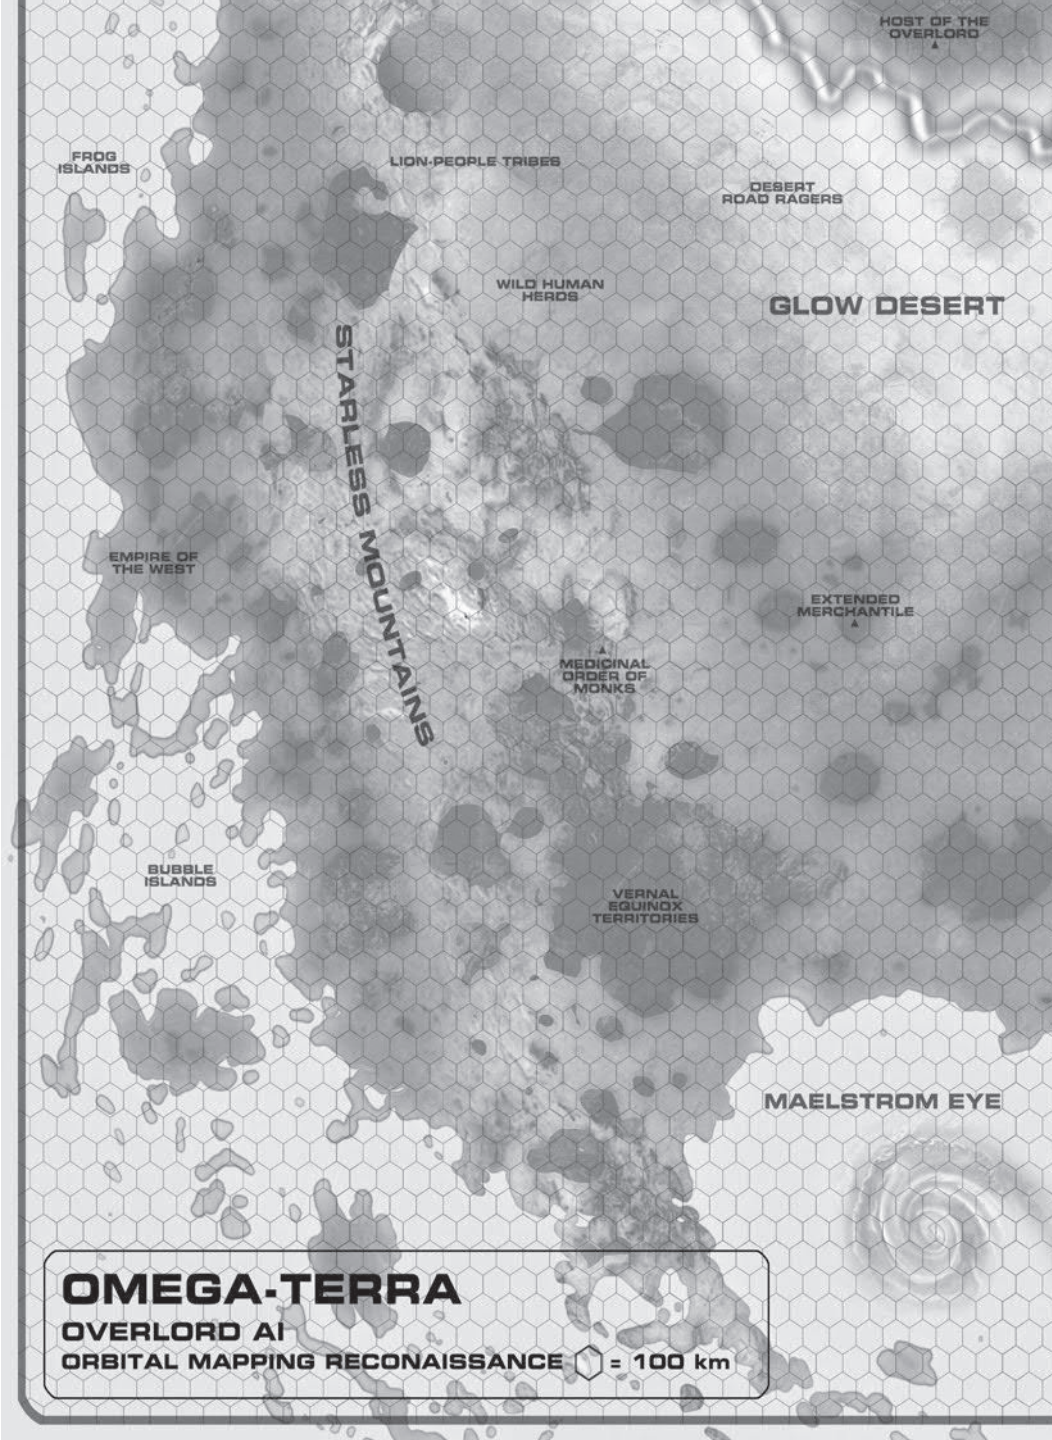 HOST OF THE
OVERLORD
FROG
ISLANDS
LION-PEOPLE TRIBES
DESERT
ROAD RAGERS
WILD HUMAN
HERDS
GLOW DESERT
STARLESS MOUNTAINS
EMPIRE OF
THE WEST
EXTENDED
MERCHANTILE
MEDICINAL
ORDER OF
MONKS
BUBBLE
ISLANDS
VERNAL
EQUINOX
TERRITORIES
MAELSTROM EYE
OMEGA-TERRA
OVERLORD AI
ORBITAL MAPPING RECONAISSANCE = 100 km